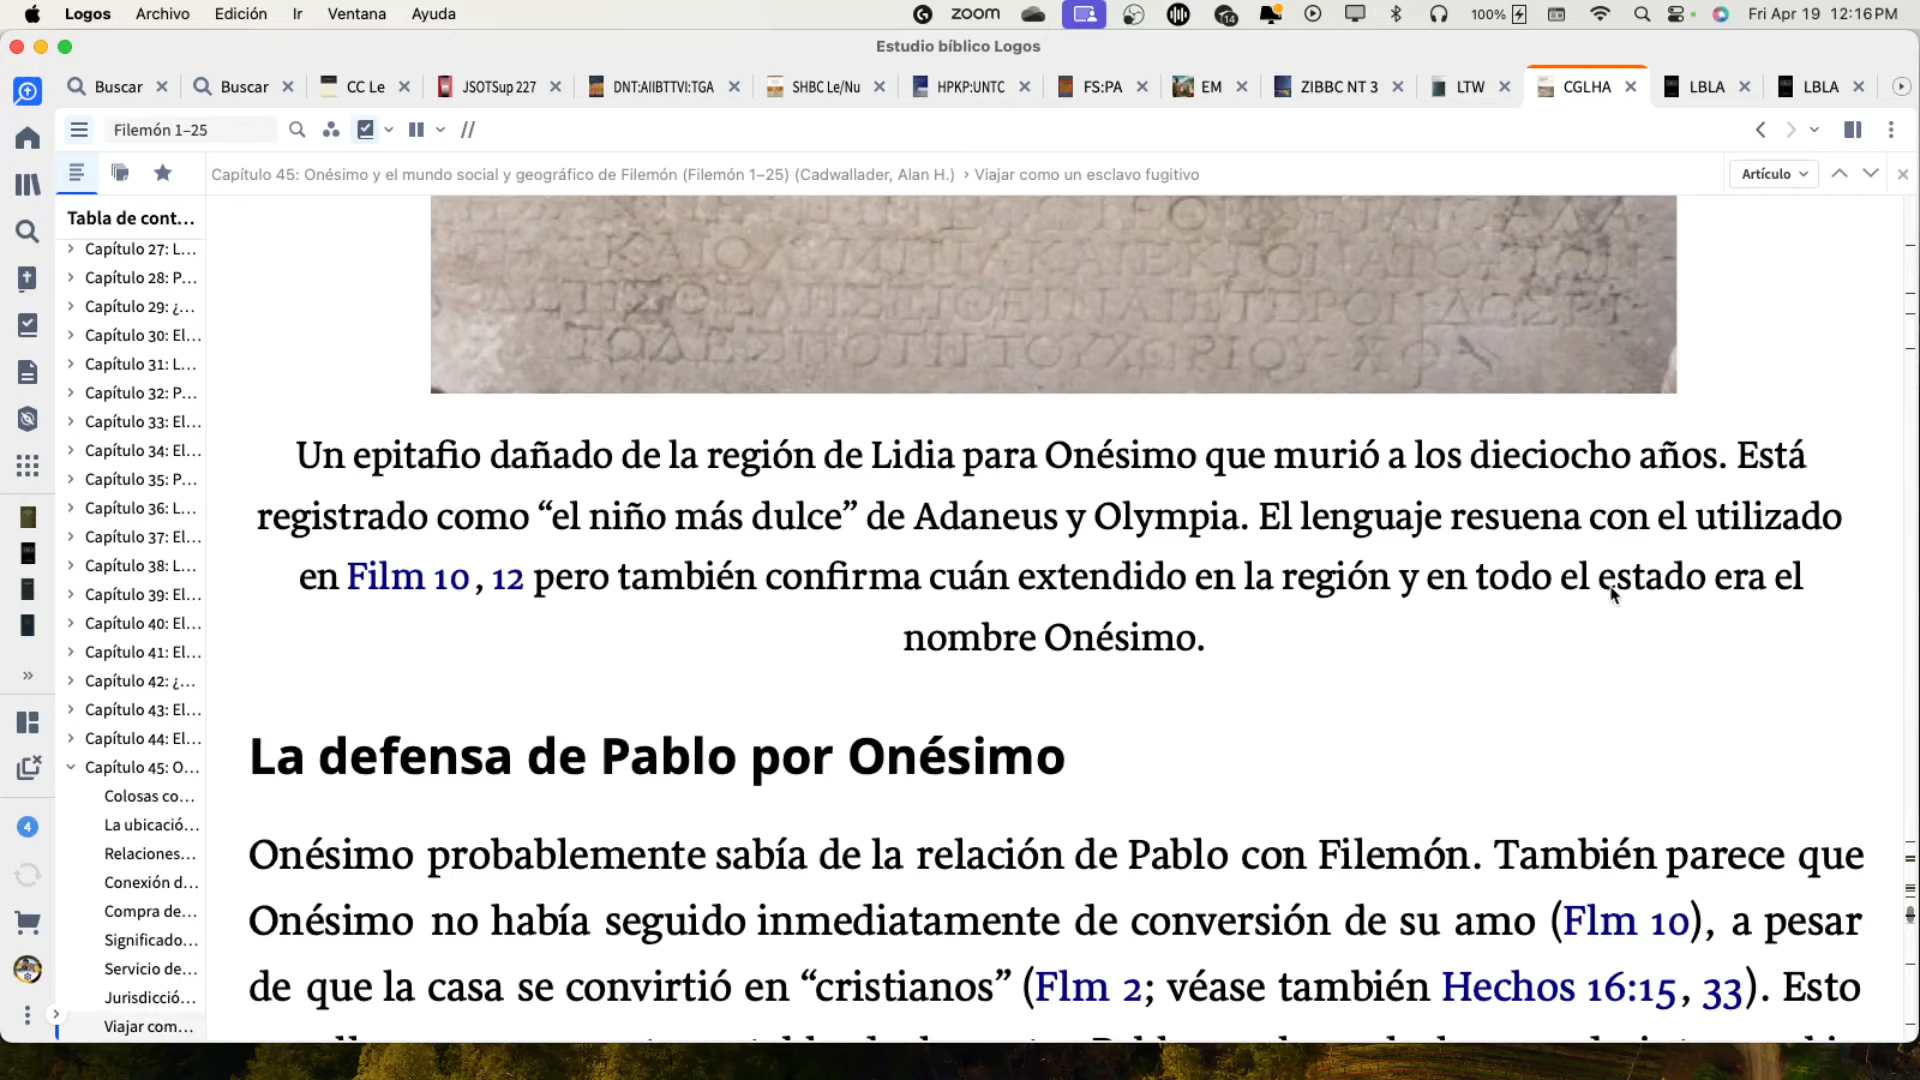 Logos Archivo Edición Ir Ventana Ayuda zoom 14 100% Fri Apr 19 12:16 PM
Estudio bíblico Logos
Buscar Buscar CC Le JSOTSup 227 DNT:AIIBTTVI:TGA SHBC Le/Nu HPKP:UNTC FS:PA EM ZIBBC NT 3 LTW CGLHA LBLA LBLA
Filemón 1–25
Capítulo 45: Onésimo y el mundo social y geográfico de Filemón (Filemón 1–25) (Cadwallader, Alan H.) › Viajar como un esclavo fugitivo Artículo
Tabla de cont...
Capítulo 27: L...
Capítulo 28: P...
Capítulo 29: ¿...
Capítulo 30: El...
Capítulo 31: L...
Capítulo 32: P...
Capítulo 33: El...
Capítulo 34: El...
Capítulo 35: P...
Capítulo 36: L...
Capítulo 37: El...
Capítulo 38: L...
Capítulo 39: El...
Capítulo 40: El...
Capítulo 41: El...
Capítulo 42: ¿...
Capítulo 43: El...
Capítulo 44: El...
Capítulo 45: O...
Colosas co...
La ubicació...
Relaciones...
Conexión d...
Compra de...
Significado...
Servicio de...
Jurisdicció...
Viajar com...
4
Un epitafio dañado de la región de Lidia para Onésimo que murió a los dieciocho años. Está
registrado como “el niño más dulce” de Adaneus y Olympia. El lenguaje resuena con el utilizado
en Film 10, 12 pero también confirma cuán extendido en la región y en todo el estado era el
nombre Onésimo.
La defensa de Pablo por Onésimo
Onésimo probablemente sabía de la relación de Pablo con Filemón. También parece que
Onésimo no había seguido inmediatamente de conversión de su amo (Flm 10), a pesar
de que la casa se convirtió en “cristianos” (Flm 2; véase también Hechos 16:15, 33). Esto